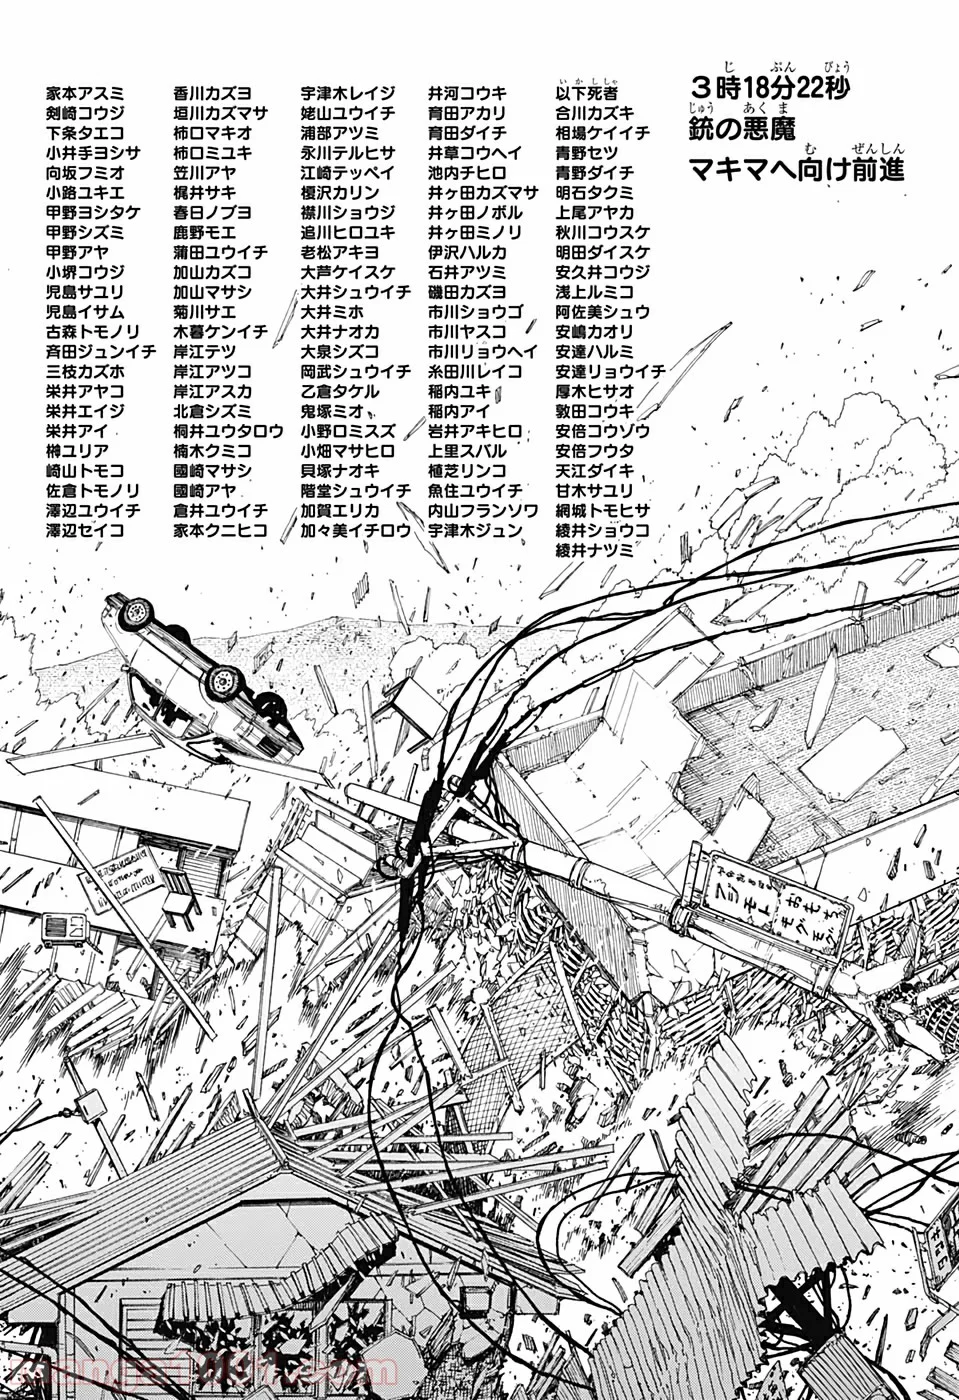 3時18分22秒
銃の悪魔
マキマへ向け前進
以下死者
合川カズキ
相場ケイイチ
青野セツ
青野ダイチ
明石タクミ
上尾アヤカ
秋川コウスケ
明田ダイスケ
安久井コウジ
浅上ルミコ
阿佐美シュウ
安嶋カオリ
安達ハルミ
安達リョウイチ
厚木ヒサオ
敦田コウキ
安倍コウゾウ
安倍フウタ
天江ダイキ
甘木サユリ
網城トモヒサ
綾井ショウコ
綾井ナツミ
井河コウキ
育田アカリ
育田ダイチ
井草コウヘイ
池内チヒロ
井ヶ田カズマサ
井ヶ田ノボル
井ヶ田ミノリ
伊沢ハルカ
石井アツミ
磯田カズヨ
市川ショウゴ
市川ヤスコ
市川リョウヘイ
糸田川レイコ
稲内ユキ
稲内アイ
岩井アキヒロ
上里スバル
植芝リンコ
魚住ユウイチ
内山フランソワ
宇津木ジュン
宇津木レイジ
姥山ユウイチ
浦部アツミ
永川テルヒサ
江崎テッペイ
榎沢カリン
襟川ショウジ
追川ヒロユキ
老松アキヨ
大芦ケイスケ
大井シュウイチ
大井ミホ
大井ナオカ
大泉シズコ
岡武シュウイチ
乙倉タケル
鬼塚ミオ
小野ロミスズ
小畑マサヒロ
貝塚ナオキ
階堂シュウイチ
加賀エリカ
加々美イチロウ
香川カズヨ
垣川カズマサ
柿口マキオ
柿口ミユキ
笠川アヤ
梶井サキ
春日ノブヨ
鹿野モエ
蒲田ユウイチ
加山カズコ
加山マサシ
菊川サエ
木暮ケンイチ
岸江テツ
岸江アツコ
岸江アスカ
北倉シズミ
桐井ユウタロウ
楠木クミコ
國崎マサシ
國崎アヤ
倉井ユウイチ
家本クニヒコ
家本アスミ
剣崎コウジ
下条タエコ
小井手ヨシサ
向坂フミオ
小路ユキエ
甲野ヨシタケ
甲野シズミ
甲野アヤ
小堺コウジ
児島サユリ
児島イサム
古森トモノリ
斉田ジュンイチ
三枝カズホ
栄井アヤコ
栄井エイジ
栄井アイ
榊ユリア
崎山トモコ
佐倉トモノリ
澤辺ユウイチ
澤辺セイコ
おもちゃ
フジモト